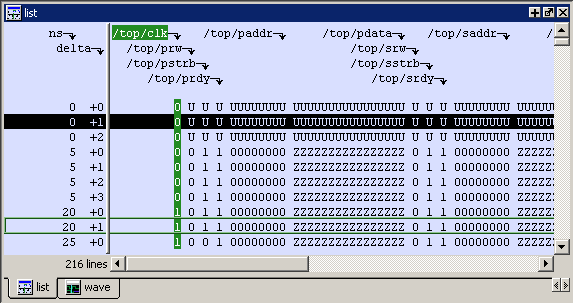 list
ns /top/clk /top/paddr /top/pdata /top/saddr
delta /top/prw /top/srw
/top/pstrb /top/sstrb
/top/prdy /top/srdy
0 +0 0 U U U UUUUUUUU UUUUUUUUUUUUUUUU U U U UUUUUUUU UUUUU
0 +1 0 U U U UUUUUUUU UUUUUUUUUUUUUUUU U U U UUUUUUUU UUUUU
0 +2 0 U U U UUUUUUUU UUUUUUUUUUUUUUUU U U U UUUUUUUU UUUUU
5 +0 0 0 1 1 00000000 ZZZZZZZZZZZZZZZZ 0 1 1 00000000 ZZZZZ
5 +1 0 0 1 1 00000000 ZZZZZZZZZZZZZZZZ 0 1 1 00000000 ZZZZZ
5 +2 0 0 1 1 00000000 ZZZZZZZZZZZZZZZZ 0 1 1 00000000 ZZZZZ
5 +3 0 0 1 1 00000000 ZZZZZZZZZZZZZZZZ 0 1 1 00000000 ZZZZZ
20 +0 1 0 1 1 00000000 ZZZZZZZZZZZZZZZZ 0 1 1 00000000 ZZZZZ
20 +1 1 0 1 1 00000000 ZZZZZZZZZZZZZZZZ 0 1 1 00000000 ZZZZZ
25 +0 1 0 0 1 00000000 ZZZZZZZZZZZZZZZZ 0 1 1 00000000 ZZZZZ
216 lines
list wave